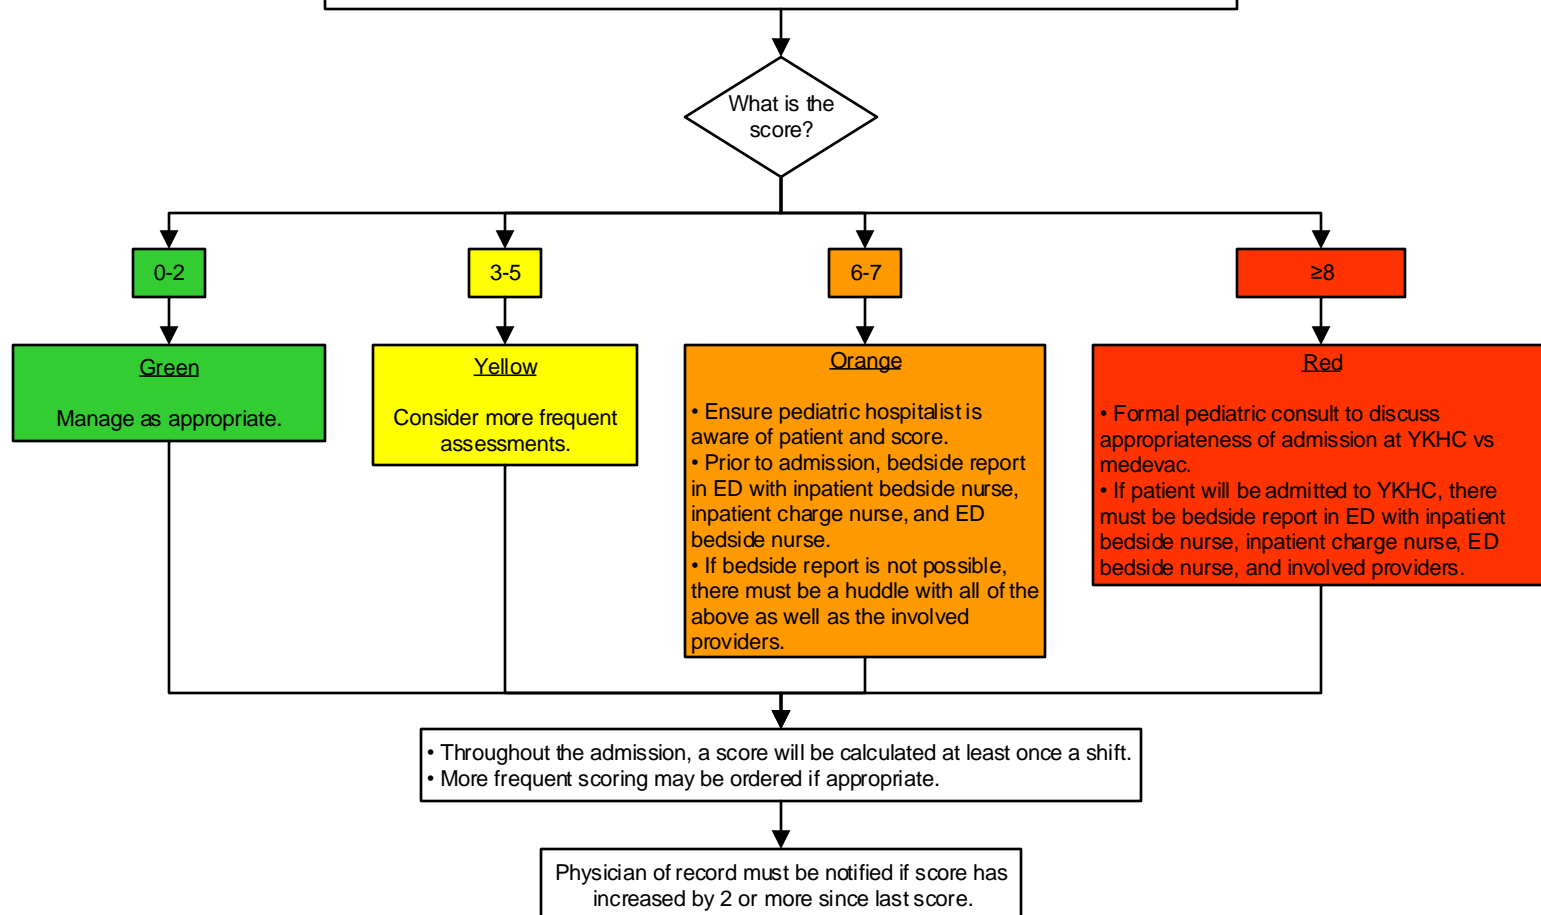 What is the
score?
0-2
3-5
6-7
≥8
Green
Manage as appropriate.
Yellow
Consider more frequent
assessments.
Orange
• Ensure pediatric hospitalist is
aware of patient and score.
• Prior to admission, bedside report
in ED with inpatient bedside nurse,
inpatient charge nurse, and ED
bedside nurse.
• If bedside report is not possible,
there must be a huddle with all of the
above as well as the involved
providers.
Red
• Formal pediatric consult to discuss
appropriateness of admission at YKHC vs
medevac.
• If patient will be admitted to YKHC, there
must be bedside report in ED with inpatient
bedside nurse, inpatient charge nurse, ED
bedside nurse, and involved providers.
• Throughout the admission, a score will be calculated at least once a shift.
• More frequent scoring may be ordered if appropriate.
Physician of record must be notified if score has
increased by 2 or more since last score.